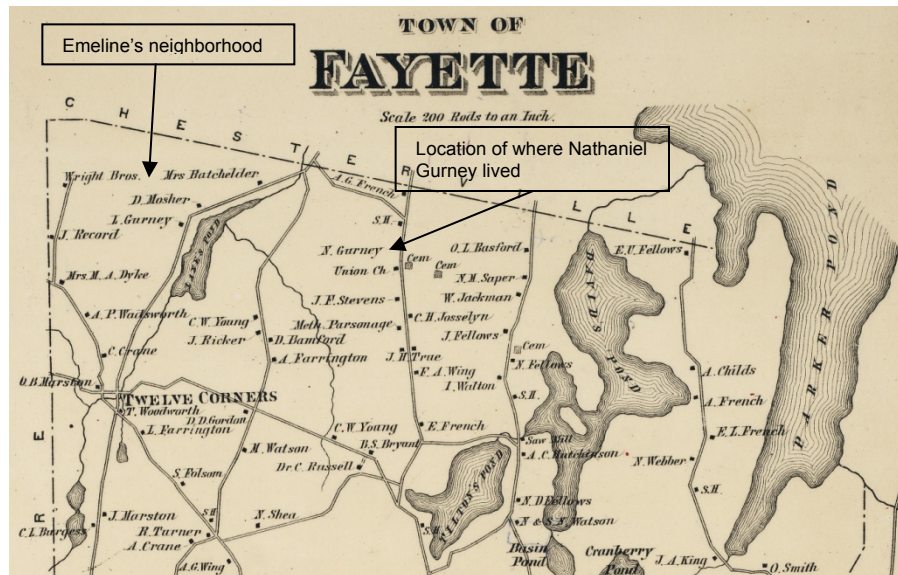 TOWN OF
FAYETTE
Scale 200 Rods to an Inch.
Emeline's neighborhood
Location of where Nathaniel
Gurney lived
CHESTERVILLE
Wright Bros.
Mrs Batchelder
A.G. French
D. Mosher
I. Gurney
J. Record
S.H.
N. Gurney
Cem
Union Ch.
Cem
O.L. Basford
E.U. Fellows
Mrs. M.A. Dyke
N.M. Saper
J.F. Stevens
W. Jackman
A.P. Wadsworth
C.W. Young
Meth. Parsonage
C.H. Josselyn
J. Ricker
D. Bamford
J. Fellows
C. Crane
A. Farrington
J.H. True
Cem
N. Fellows
O.B. Marston
F.A. Wing
I. Walton
A. Childs
TWELVE CORNERS
T. Woodworth
D.D. Gordon
S.H.
A. French
L. Farrington
C.W. Young
E. French
M. Watson
B.S. Bryant
Saw Mill
E.L. French
Dr. C. Russell
A.C. Hutchinson
N. Webber
S. Folsom
S.H.
J. Marston
S H
N. Shea
N.D. Fellows
C.L. Burgess
R. Turner
S.H.
N & S.N. Watson
A. Crane
Basin
Pond
Cranberry
Pond
A.G. Wing
J.A. King
O. Smith
PARKER POND
TILTON'S POND
R
E